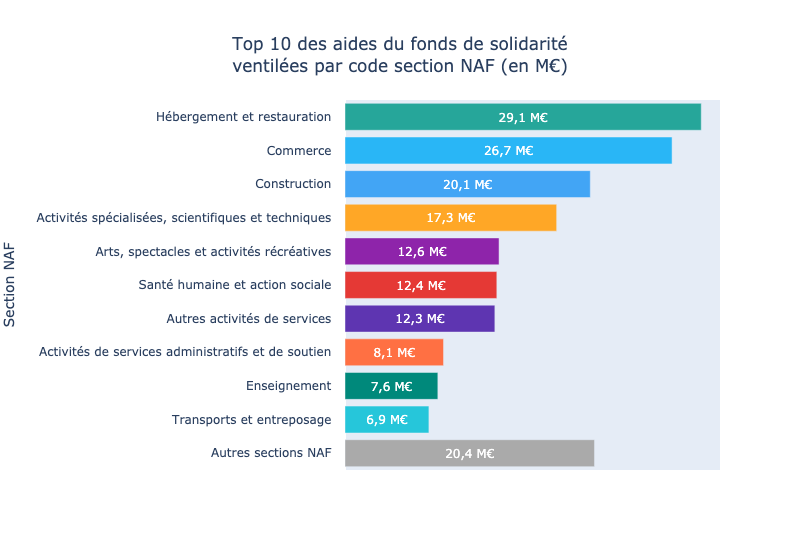 Top 10 des aides du fonds de solidarité
ventilées par code section NAF (en M€)
Section NAF
Hébergement et restauration 29,1 M€
Commerce 26,7 M€
Construction 20,1 M€
Activités spécialisées, scientifiques et techniques 17,3 M€
Arts, spectacles et activités récréatives 12,6 M€
Santé humaine et action sociale 12,4 M€
Autres activités de services 12,3 M€
Activités de services administratifs et de soutien 8,1 M€
Enseignement 7,6 M€
Transports et entreposage 6,9 M€
Autres sections NAF 20,4 M€